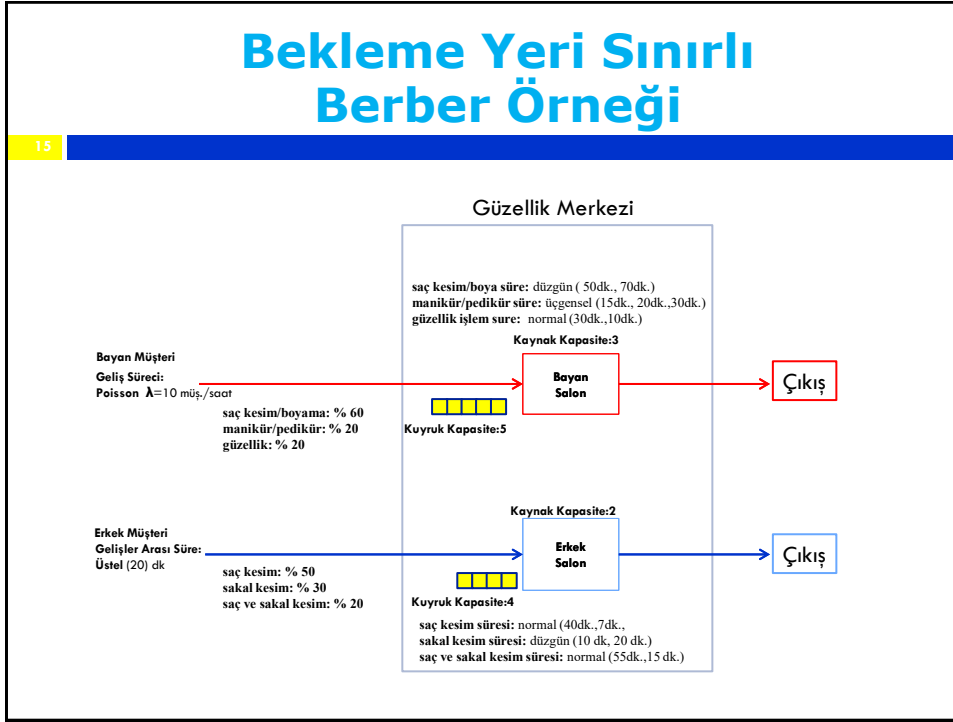 Bekleme Yeri Sınırlı
Berber Örneği
15
Güzellik Merkezi
saç kesim/boya süre: düzgün ( 50dk., 70dk.)
manikür/pedikür süre: üçgensel (15dk., 20dk.,30dk.)
güzellik işlem sure: normal (30dk.,10dk.)
Kaynak Kapasite:3
Bayan Müşteri
Geliş Süreci:
Poisson λ=10 müş./saat
Bayan
Salon
Çıkış
saç kesim/boyama: % 60
manikür/pedikür: % 20
güzellik: % 20
Kuyruk Kapasite:5
Kaynak Kapasite:2
Erkek Müşteri
Gelişler Arası Süre:
Üstel (20) dk
Erkek
Salon
Çıkış
saç kesim: % 50
sakal kesim: % 30
saç ve sakal kesim: % 20
Kuyruk Kapasite:4
saç kesim süresi: normal (40dk.,7dk.,
sakal kesim süresi: düzgün (10 dk, 20 dk.)
saç ve sakal kesim süresi: normal (55dk.,15 dk.)